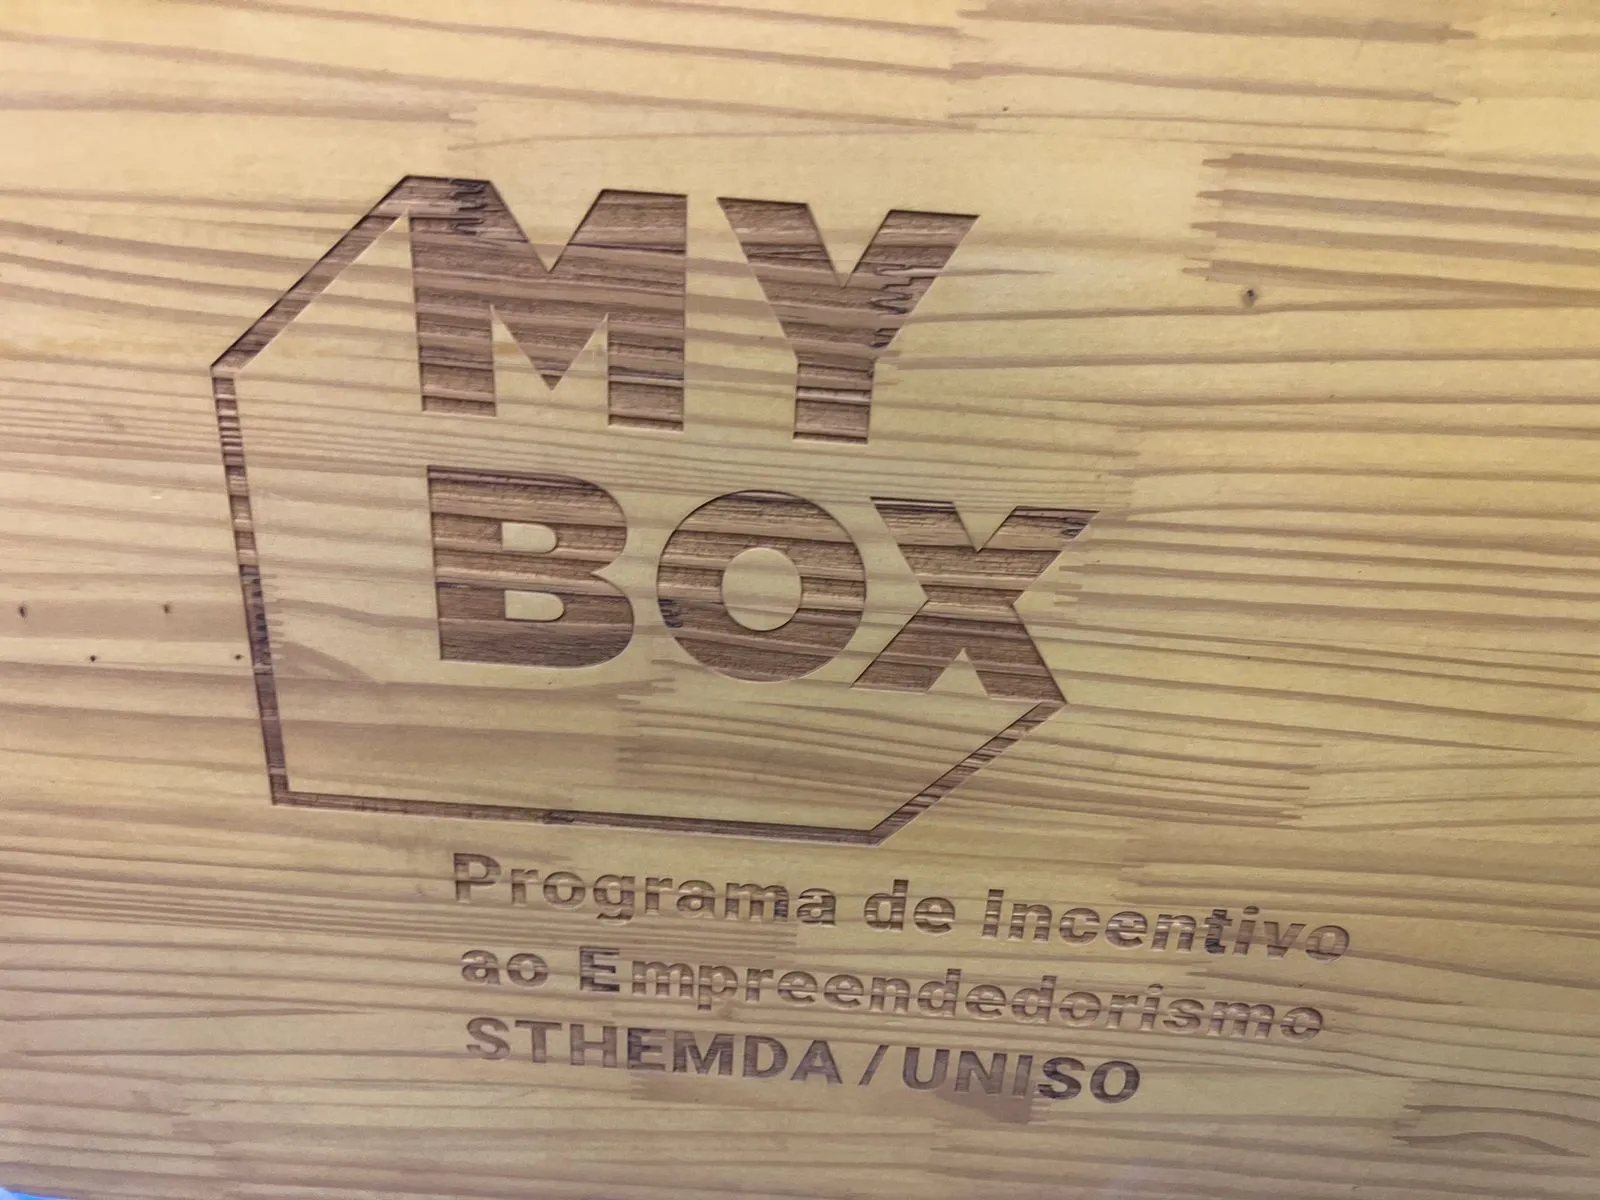 MY
BOX
Programa de Incentivo
ao Empreendedorismo
STHEMDA / UNISO